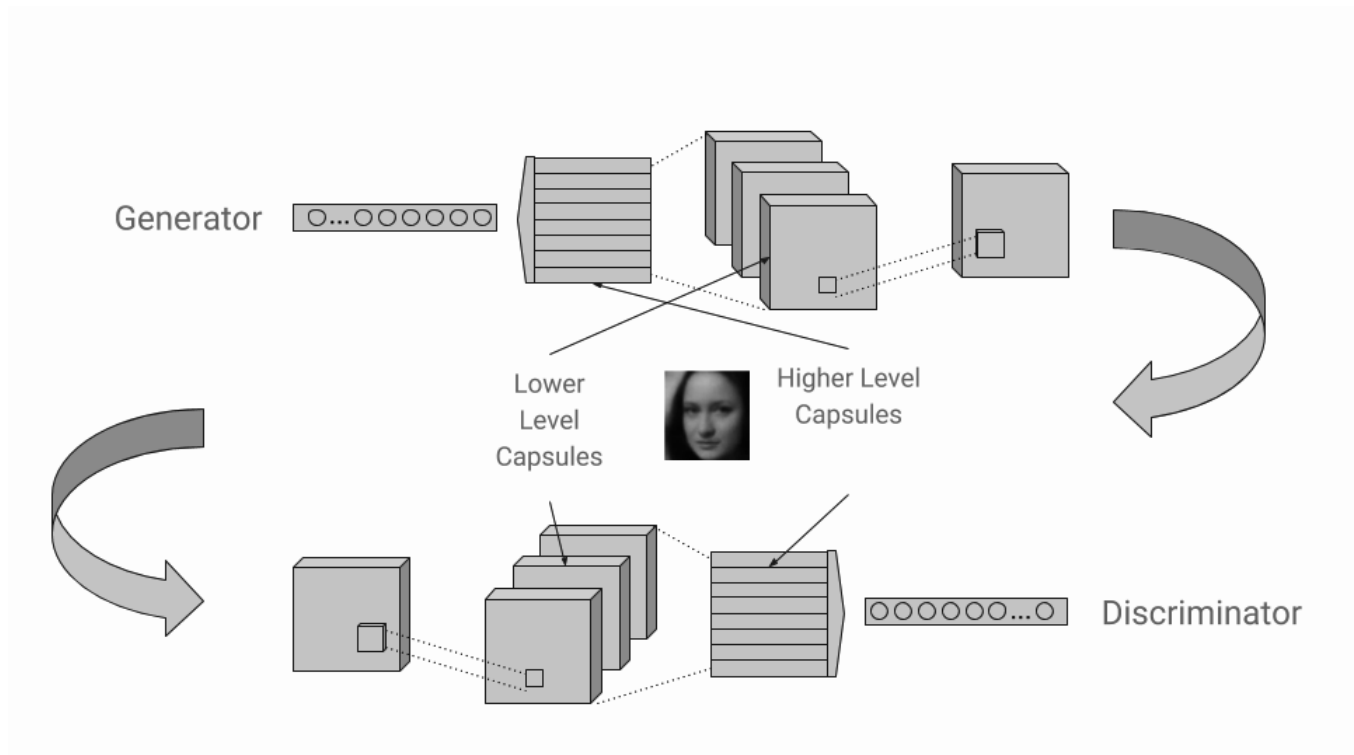 Generator
Lower
Level
Capsules
Higher Level
Capsules
Discriminator